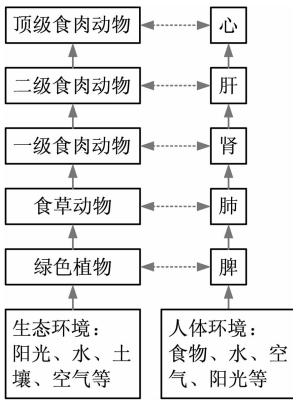 顶级食肉动物
心
二级食肉动物
肝
一级食肉动物
肾
食草动物
肺
绿色植物
脾
生态环境：
阳光、水、土
壤、空气等
人体环境：
食物、水、空
气、阳光等